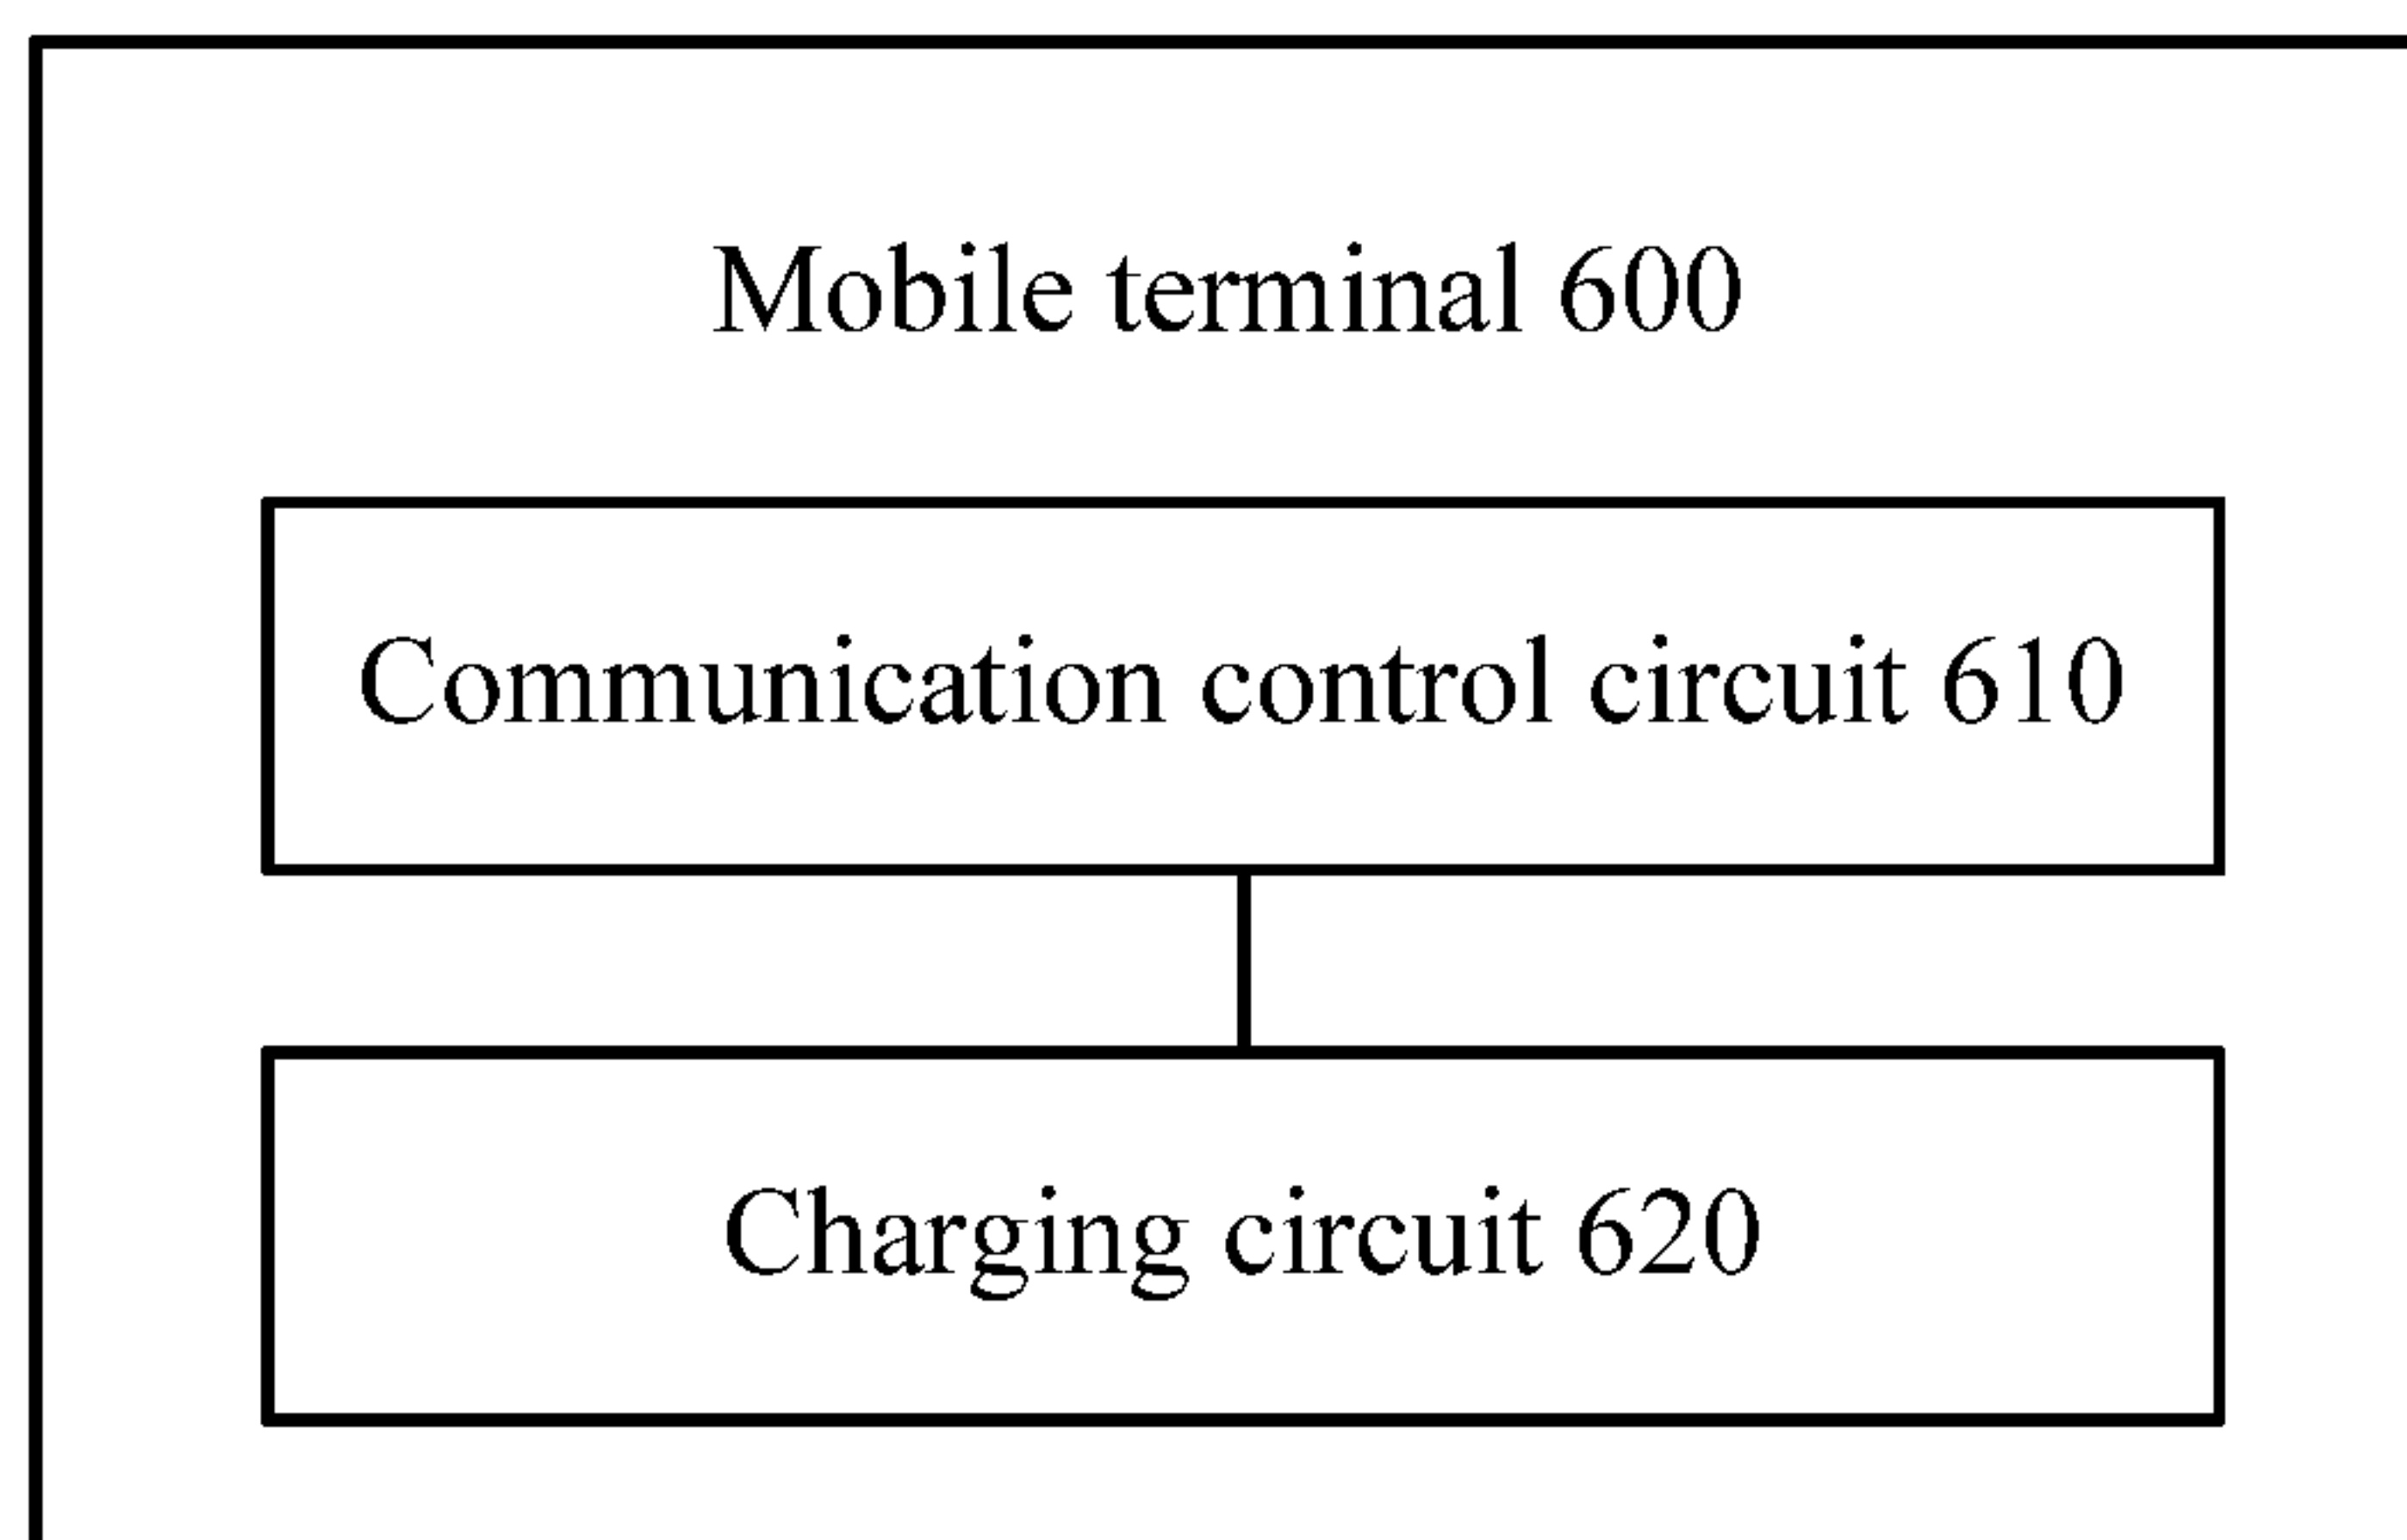 Mobile terminal 600
Communication control circuit 610
Charging circuit 620